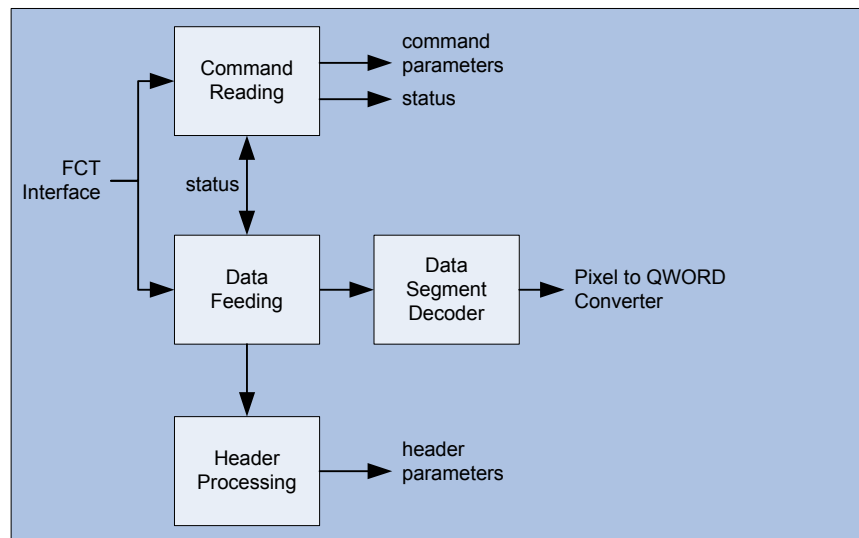 Command
Reading
command
parameters
status
FCT
Interface
status
Data
Feeding
Data
Segment
Decoder
Pixel to QWORD
Converter
Header
Processing
header
parameters